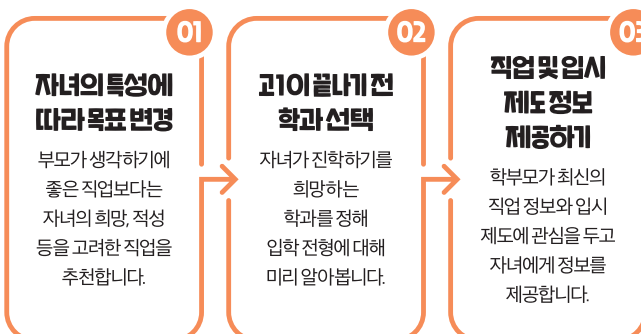 01
자녀의 특성에
따라 목표 변경
부모가 생각하기에
좋은 직업보다는
자녀의 희망, 적성
등을 고려한 직업을
추천합니다.
02
고1이 끝나기 전
학과 선택
자녀가 진학하기를
희망하는
학과를 정해
입학 전형에 대해
미리 알아봅니다.
03
직업 및 입시
제도 정보
제공하기
학부모가 최신의
직업 정보와 입시
제도에 관심을 두고
자녀에게 정보를
제공합니다.